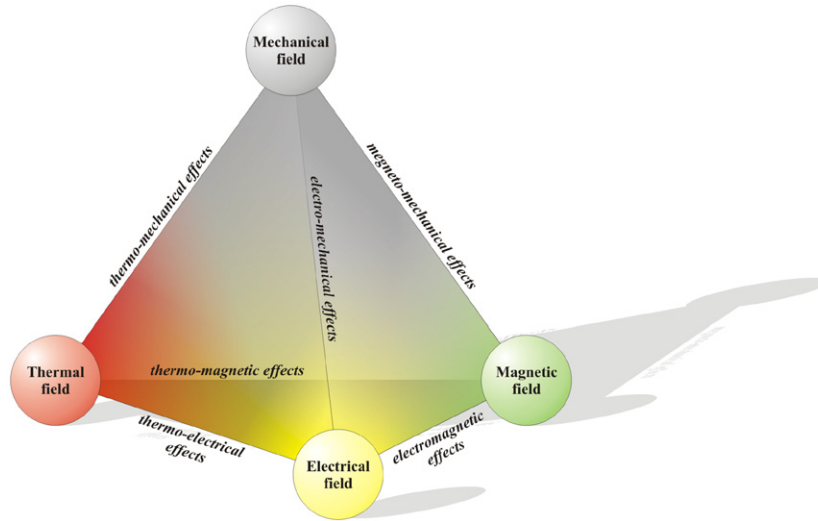 Mechanical
field
thermo-mechanical effects
electro-mechanical effects
megneto-mechanical effects
Thermal
field
thermo-magnetic effects
Magnetic
field
thermo-electrical
effects
Electrical
field
electromagnetic
effects